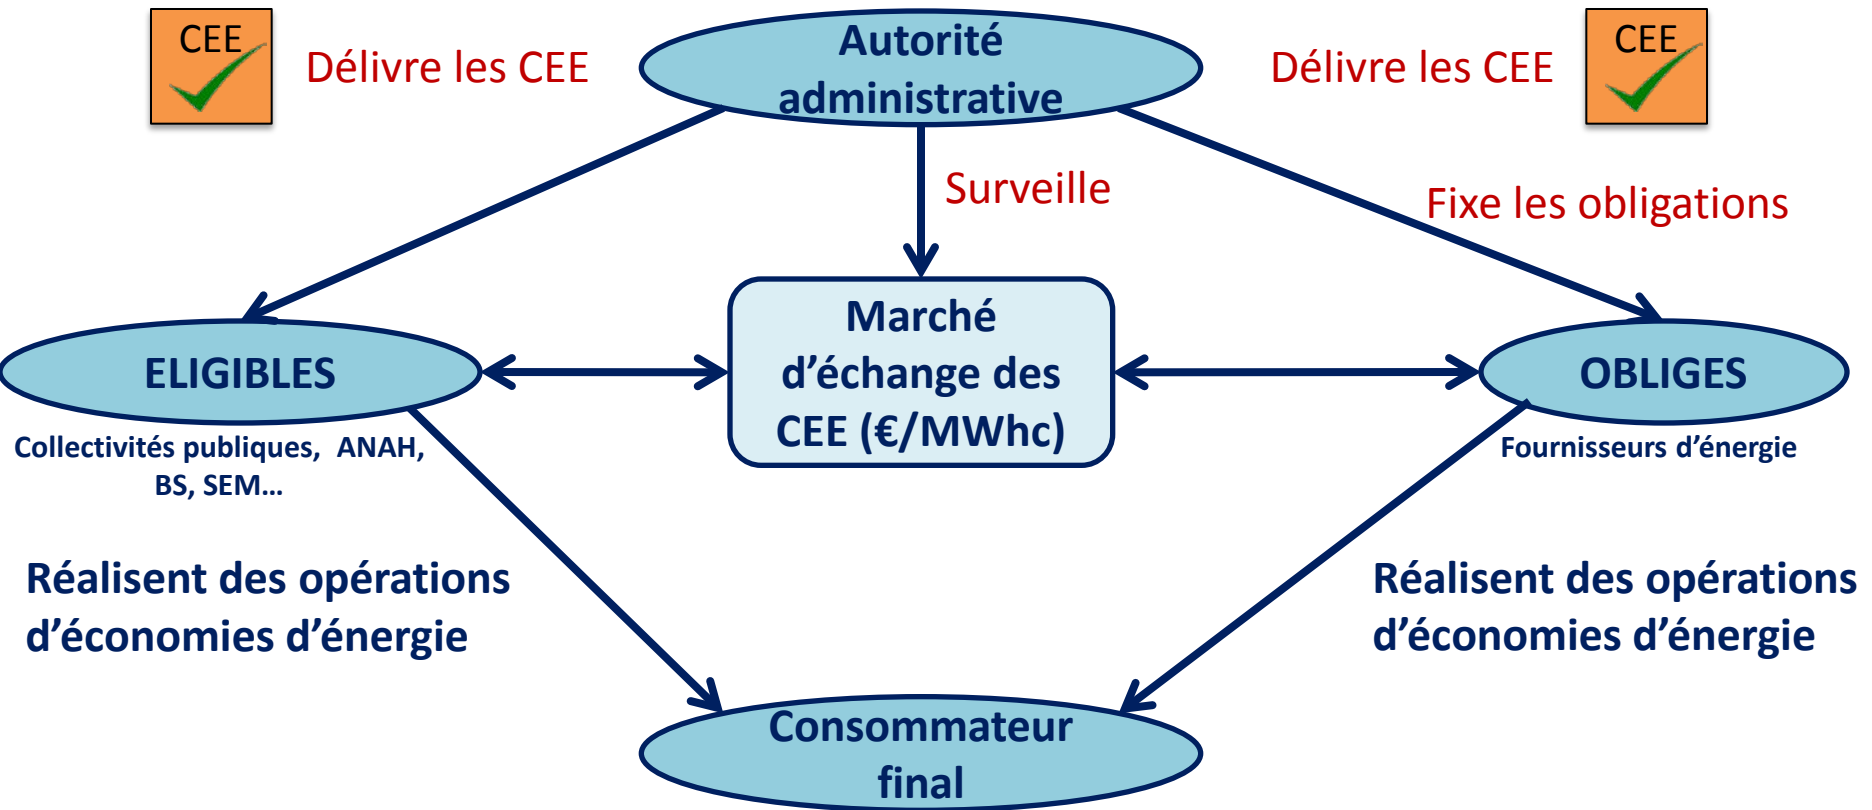 CEE
Délivre les CEE
Autorité
administrative
Délivre les CEE
CEE
Surveille
Fixe les obligations
ELIGIBLES
Marché
d’échange des
CEE (€/MWhc)
OBLIGES
Collectivités publiques, ANAH,
BS, SEM…
Fournisseurs d’énergie
Réalisent des opérations
d’économies d’énergie
Réalisent des opérations
d’économies d’énergie
Consommateur
final